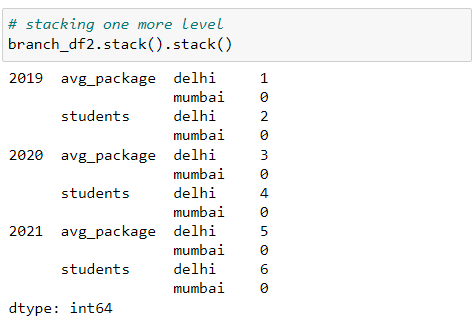 # stacking one more level
branch_df2.stack().stack()
2019 avg_package delhi 1
mumbai 0
students delhi 2
mumbai 0
2020 avg_package delhi 3
mumbai 0
students delhi 4
mumbai 0
2021 avg_package delhi 5
mumbai 0
students delhi 6
mumbai 0
dtype: int64